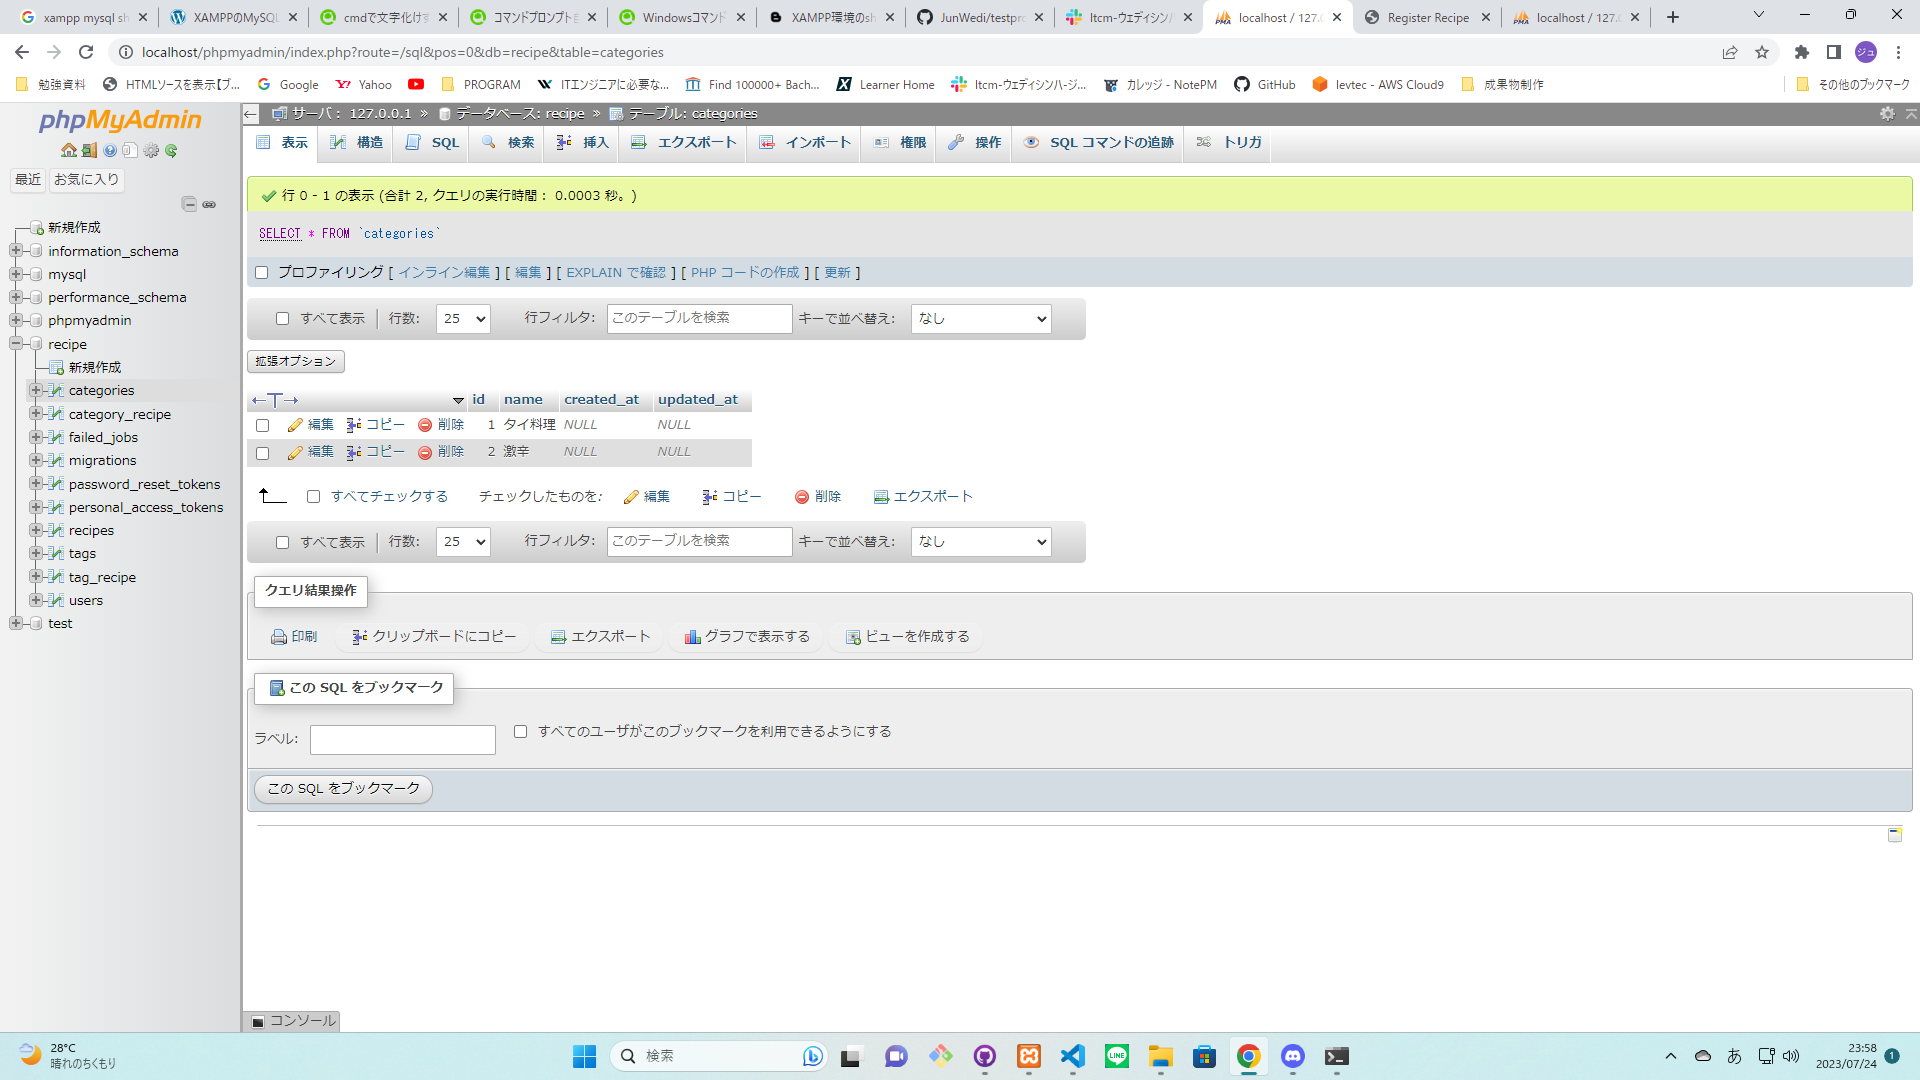 xampp mysql sh
XAMPPのMySQL
cmdで文字化けす
コマンドプロンプト を
Windowsコマンド
XAMPP環境のsh
JunWedi/testpro
ltcm-ウェディシン/
localhost / 127.0
Register Recipe
localhost / 127.0
localhost/phpmyadmin/index.php?route=/sql&pos=0&db=recipe&table=categories
ジュ
勉強資料
HTMLソースを表示【ブ...
Google
Yahoo
PROGRAM
ITエンジニアに必要な...
Find 100000+ Bach...
Learner Home
ltcm-ウェディシンハ-ジ...
カレッジ - NotePM
GitHub
levtec - AWS Cloud9
成果物制作
その他のブックマーク
phpMyAdmin
サーバ: 127.0.0.1 » データベース: recipe » テーブル: categories
表示
構造
SQL
検索
挿入
エクスポート
インポート
権限
操作
SQL コマンドの追跡
トリガ
最近
お気に入り
新規作成
information_schema
mysql
performance_schema
phpmyadmin
recipe
新規作成
categories
category_recipe
failed_jobs
migrations
password_reset_tokens
personal_access_tokens
recipes
tags
tag_recipe
users
test
行 0 - 1 の表示 (合計 2, クエリの実行時間: 0.0003 秒。)
SELECT * FROM `categories`
プロファイリング [ インライン編集 ] [ 編集 ] [ EXPLAIN で確認 ] [ PHP コードの作成 ] [ 更新 ]
すべて表示
行数:
25
行フィルタ:
このテーブルを検索
キーで並べ替え:
なし
拡張オプション
←T→
id
name
created_at
updated_at
編集 コピー 削除 1 タイ料理 NULL NULL
編集 コピー 削除 2 激辛 NULL NULL
すべてチェックする
チェックしたものを:
編集
コピー
削除
エクスポート
すべて表示
行数:
25
行フィルタ:
このテーブルを検索
キーで並べ替え:
なし
クエリ結果操作
印刷
クリップボードにコピー
エクスポート
グラフで表示する
ビューを作成する
この SQL をブックマーク
ラベル:
すべてのユーザがこのブックマークを利用できるようにする
この SQL をブックマーク
コンソール
28°C
晴れのちくもり
検索
LINE
あ
23:58
2023/07/24
1